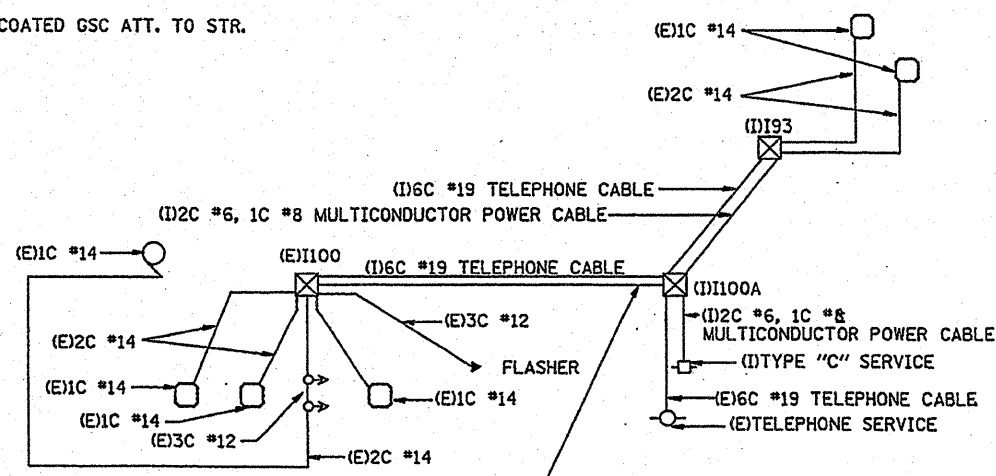 COATED GSC ATT. TO STR.
(E)1C #14
(E)2C #14
(I)I93
(I)6C #19 TELEPHONE CABLE
(I)2C #6, 1C #8 MULTICONDUCTOR POWER CABLE
(E)1C #14
(E)I100
(I)6C #19 TELEPHONE CABLE
(I)I100A
(I)2C #6, 1C #8
MULTICONDUCTOR POWER CABLE
(E)3C #12
(E)2C #14
FLASHER
(I)TYPE "C" SERVICE
(E)1C #14
(E)1C #14
(E)6C #19 TELEPHONE CABLE
(E)1C #14
(E)TELEPHONE SERVICE
(E)3C #12
(E)2C #14